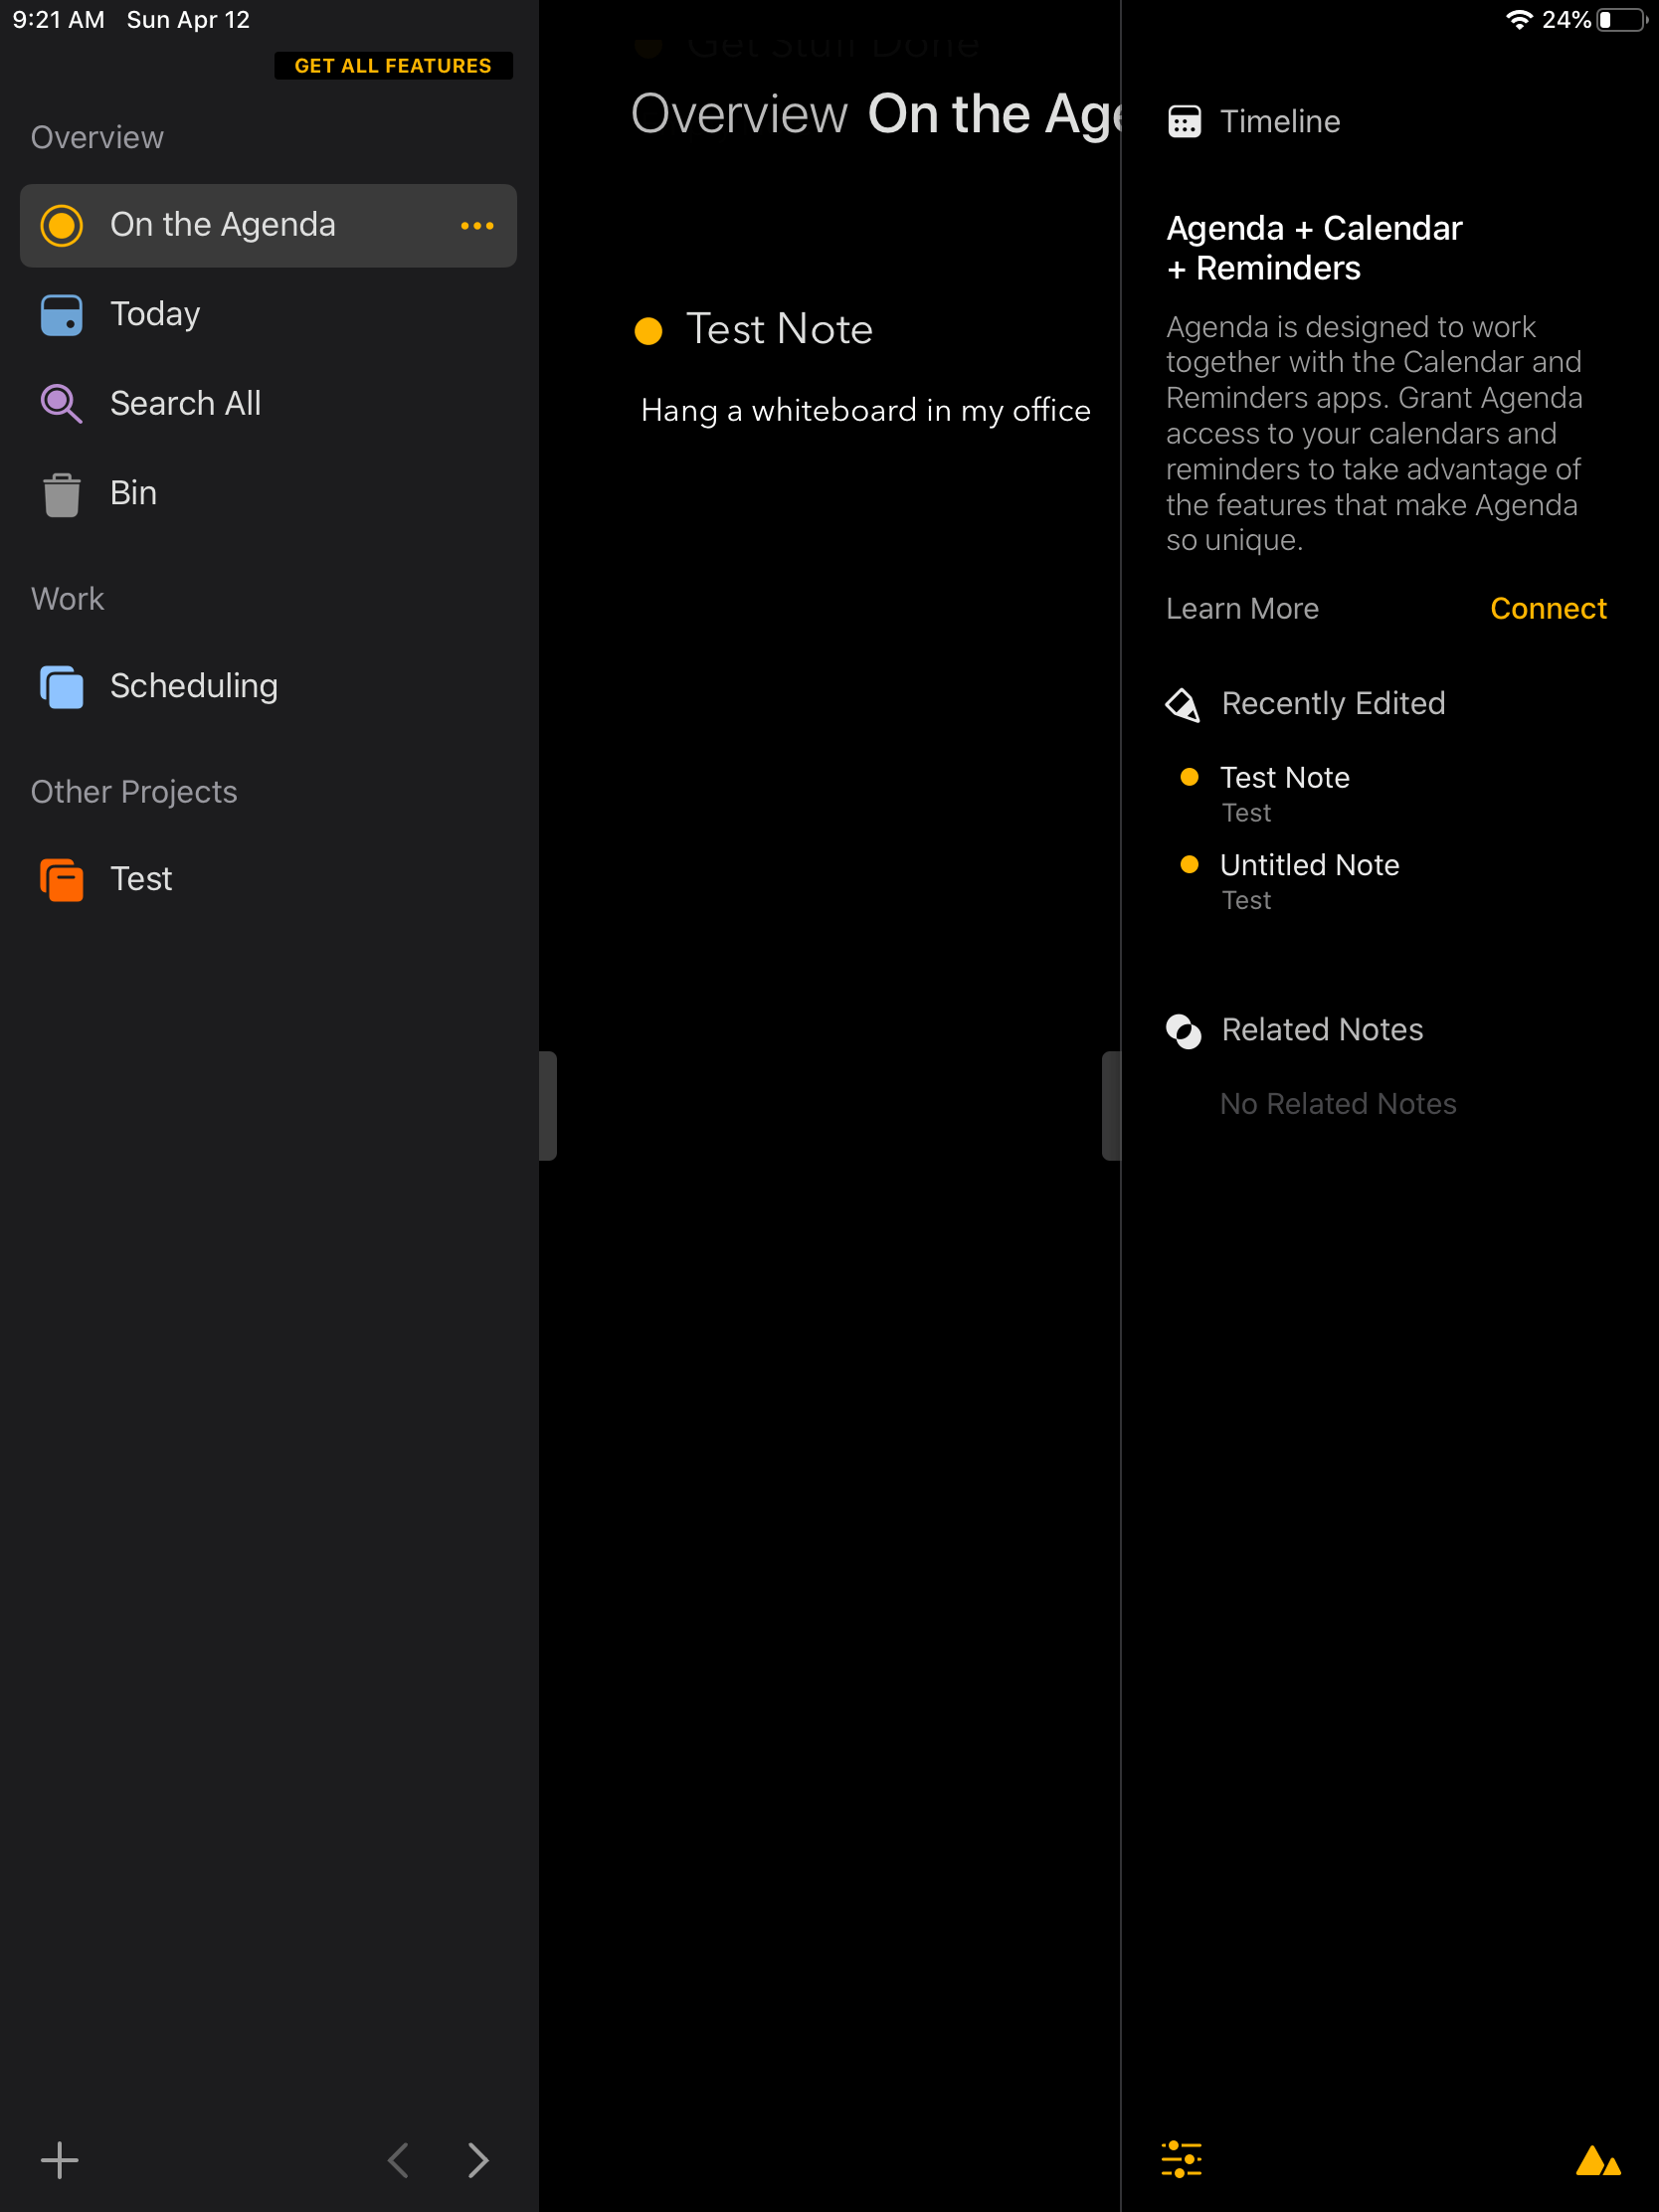 9:21 AM Sun Apr 12
24%
GET ALL FEATURES
Overview
On the Agenda
Today
Search All
Bin
Work
Scheduling
Other Projects
Test
Get Stuff Done
Overview On the Age
Test Note
Hang a whiteboard in my office
Timeline
Agenda + Calendar
+ Reminders
Agenda is designed to work
together with the Calendar and
Reminders apps. Grant Agenda
access to your calendars and
reminders to take advantage of
the features that make Agenda
so unique.
Learn More Connect
Recently Edited
Test Note
Test
Untitled Note
Test
Related Notes
No Related Notes